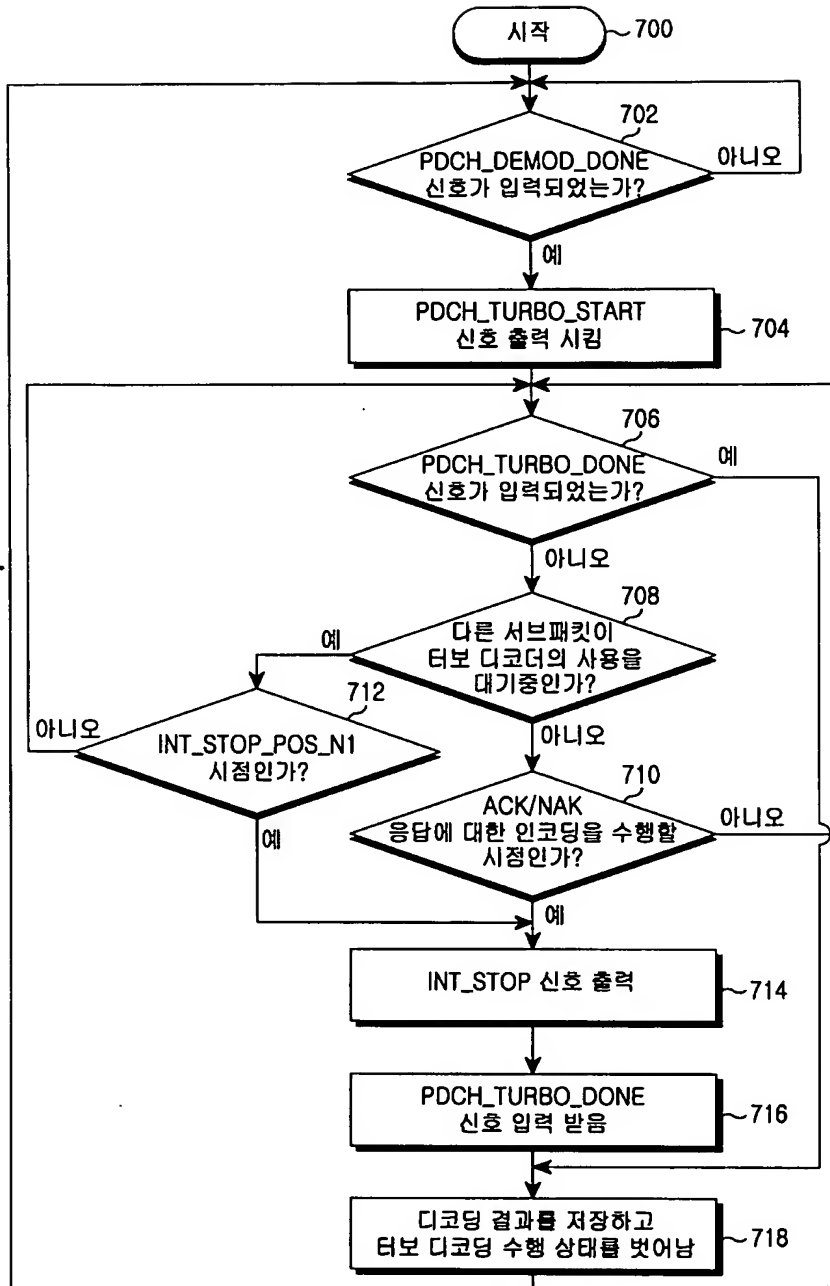 시작
700
702
PDCH_DEMOD_DONE
신호가 입력되었는가?
아니오
예
PDCH_TURBO_START
신호 출력 시킴
704
706
PDCH_TURBO_DONE
신호가 입력되었는가?
예
아니오
708
다른 서브패킷이
터보 디코더의 사용을
대기중인가?
예
아니오
712
INT_STOP_POS_N1
시점인가?
아니오
예
710
ACK/NAK
응답에 대한 인코딩을 수행할
시점인가?
아니오
예
INT_STOP 신호 출력
714
PDCH_TURBO_DONE
신호 입력 받음
716
디코딩 결과를 저장하고
터보 디코딩 수행 상태를 벗어남
718